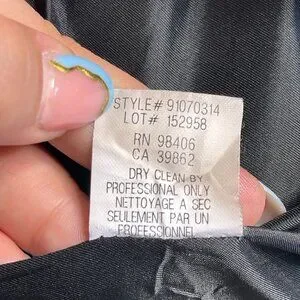 STYLE# 91070314
LOT# 152958
RN 98406
CA 39862
DRY CLEAN BY
PROFESSIONAL ONLY
NETTOYAGE A SEC
SEULEMENT PAR UN
PROFESSIONNEL